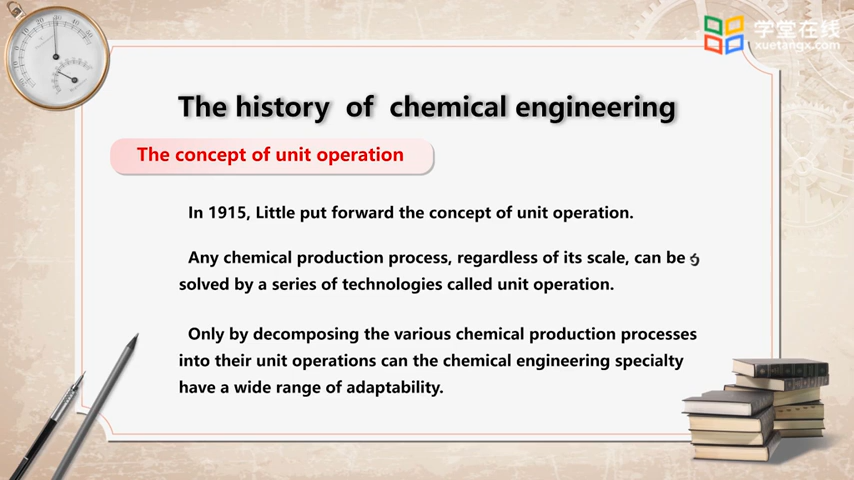 学堂在线
xuetangx.com
The history of chemical engineering
The concept of unit operation
In 1915, Little put forward the concept of unit operation.
Any chemical production process, regardless of its scale, can be
solved by a series of technologies called unit operation.
Only by decomposing the various chemical production processes
into their unit operations can the chemical engineering specialty
have a wide range of adaptability.